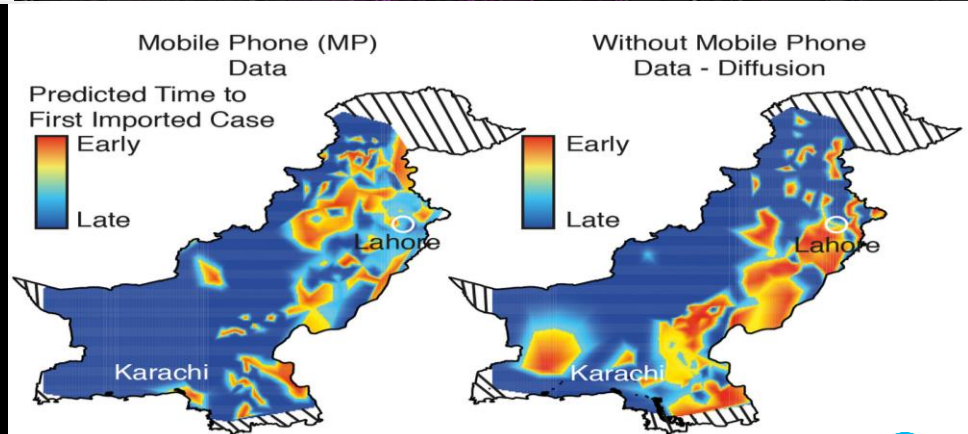 Mobile Phone (MP)
Data
Predicted Time to
First Imported Case
Early
Late
Lahore
Karachi
Without Mobile Phone
Data - Diffusion
Early
Late
Lahore
Karachi